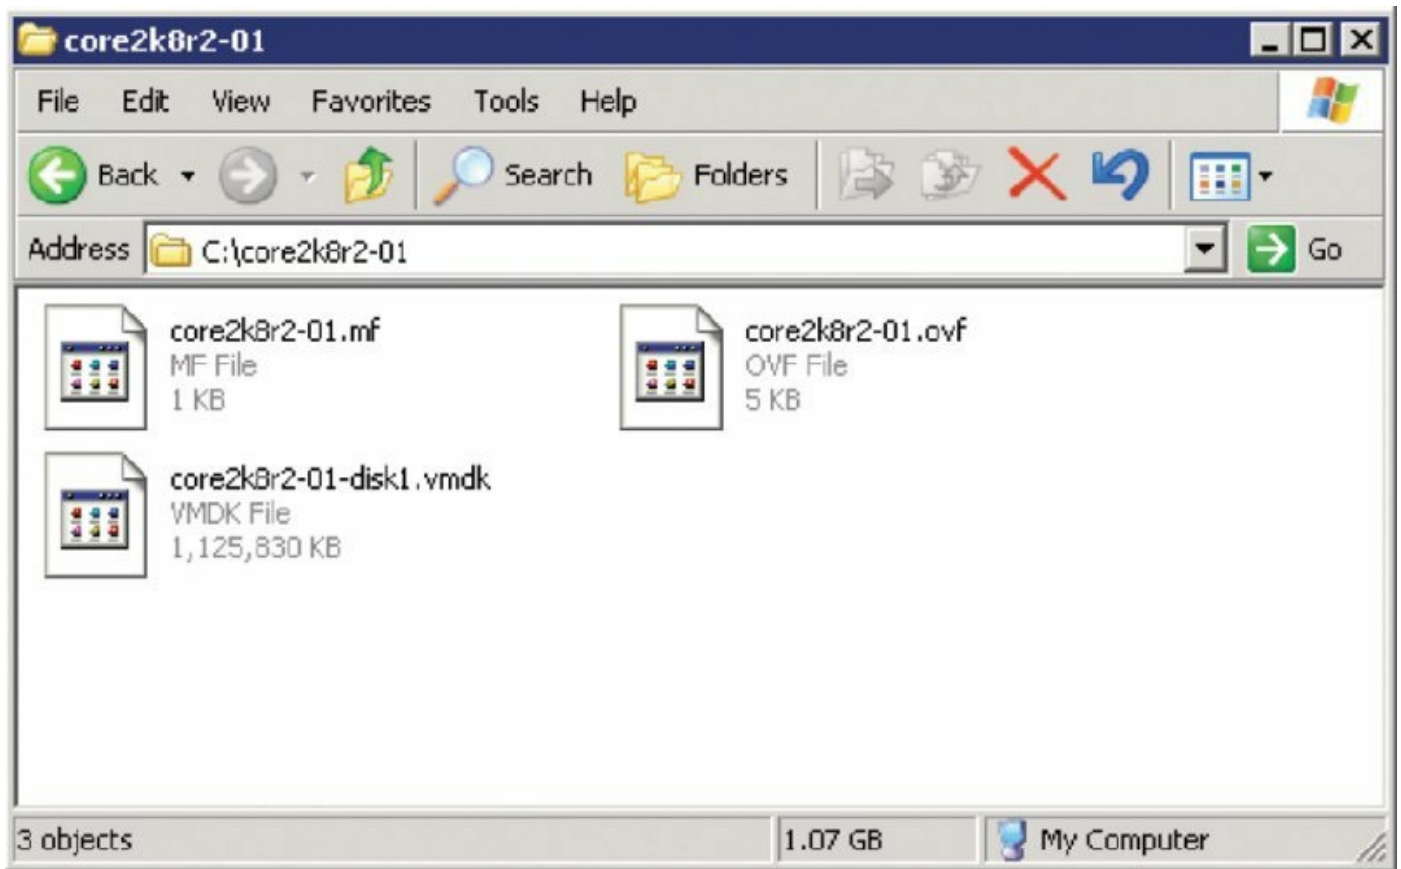 core2k8r2-01
File Edit View Favorites Tools Help
Back Search Folders
Address C:\core2k8r2-01 Go
core2k8r2-01.mf
MF File
1 KB
core2k8r2-01.ovf
OVF File
5 KB
core2k8r2-01-disk1.vmdk
VMDK File
1,125,830 KB
3 objects 1.07 GB My Computer